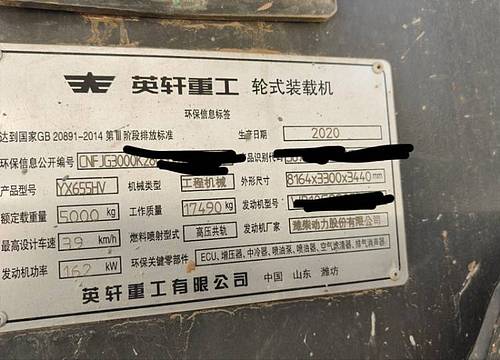 英轩重工 轮式装载机
环保信息标签
达到国家GB 20891-2014 第Ⅲ阶段排放标准 生产日期 2020
环保信息公开编号 CNFJG3000K 产品识别代号
产品型号 YX655HV 机械类型 工程机械 外形尺寸 8164x3300x3440 mm
额定载重量 5000 kg 工作质量 17490 kg 发动机型号
最高设计车速 39 km/h 燃料喷射型式 高压共轨 发动机厂家 潍柴动力股份有限公司
发动机功率 162 kW 环保关键零部件 ECU、增压器、中冷器、喷油泵、喷油器、空气滤清器、排气消声器
英轩重工有限公司 中国 山东 潍坊